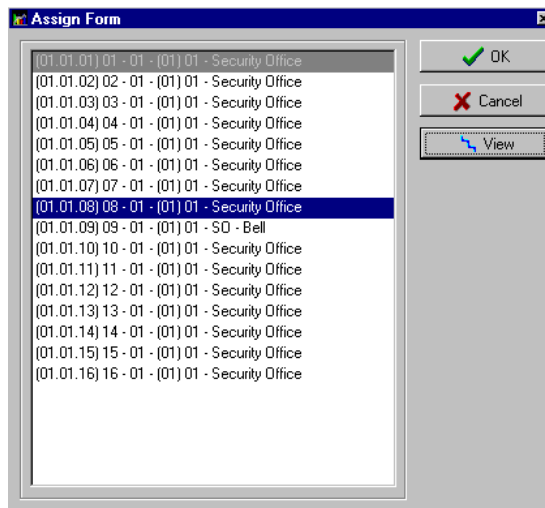 Assign Form
(01.01.01) 01 - 01 - (01) 01 - Security Office
(01.01.02) 02 - 01 - (01) 01 - Security Office
(01.01.03) 03 - 01 - (01) 01 - Security Office
(01.01.04) 04 - 01 - (01) 01 - Security Office
(01.01.05) 05 - 01 - (01) 01 - Security Office
(01.01.06) 06 - 01 - (01) 01 - Security Office
(01.01.07) 07 - 01 - (01) 01 - Security Office
(01.01.08) 08 - 01 - (01) 01 - Security Office
(01.01.09) 09 - 01 - (01) 01 - SO - Bell
(01.01.10) 10 - 01 - (01) 01 - Security Office
(01.01.11) 11 - 01 - (01) 01 - Security Office
(01.01.12) 12 - 01 - (01) 01 - Security Office
(01.01.13) 13 - 01 - (01) 01 - Security Office
(01.01.14) 14 - 01 - (01) 01 - Security Office
(01.01.15) 15 - 01 - (01) 01 - Security Office
(01.01.16) 16 - 01 - (01) 01 - Security Office
OK
Cancel
View